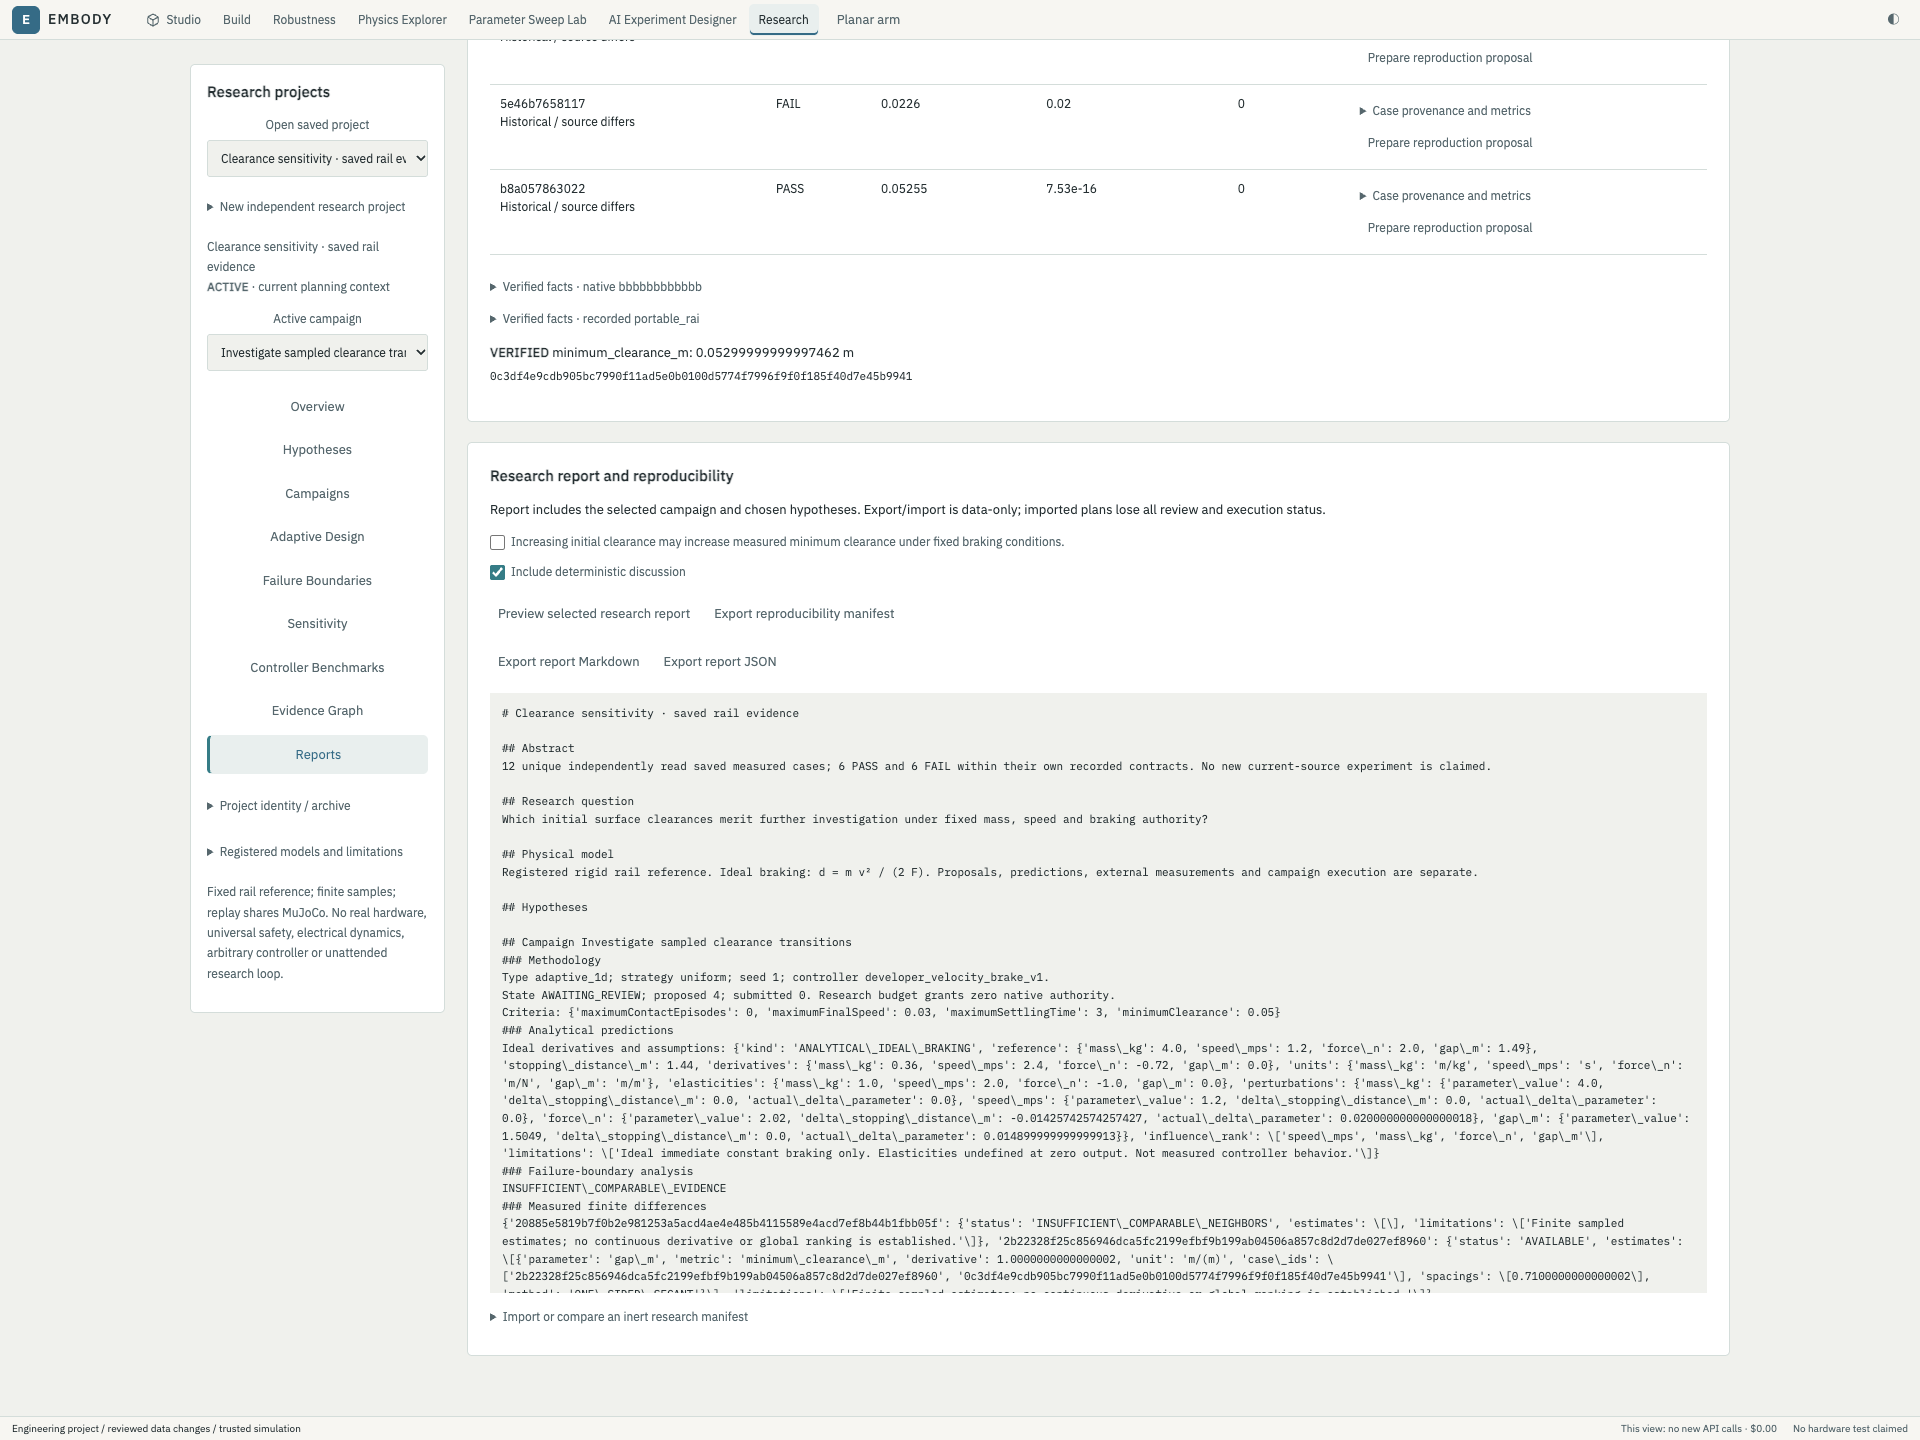 E EMBODY Studio Build Robustness Physics Explorer Parameter Sweep Lab AI Experiment Designer Research Planar arm
Research projects
Open saved project
Clearance sensitivity · saved rail ev
New independent research project
Clearance sensitivity · saved rail
evidence
ACTIVE · current planning context
Active campaign
Investigate sampled clearance tran
Overview
Hypotheses
Campaigns
Adaptive Design
Failure Boundaries
Sensitivity
Controller Benchmarks
Evidence Graph
Reports
Project identity / archive
Registered models and limitations
Fixed rail reference; finite samples;
replay shares MuJoCo. No real hardware,
universal safety, electrical dynamics,
arbitrary controller or unattended
research loop.
Historical / source differs
Prepare reproduction proposal
5e46b7658117 FAIL 0.0226 0.02 0 Case provenance and metrics
Historical / source differs
Prepare reproduction proposal
b8a057863022 PASS 0.05255 7.53e-16 0 Case provenance and metrics
Historical / source differs
Prepare reproduction proposal
Verified facts · native bbbbbbbbbbbb
Verified facts · recorded portable_rai
VERIFIED minimum_clearance_m: 0.05299999999997462 m
0c3df4e9cdb905bc7990f11ad5e0b0100d5774f7996f9f0f185f40d7e45b9941
Research report and reproducibility
Report includes the selected campaign and chosen hypotheses. Export/import is data-only; imported plans lose all review and execution status.
Increasing initial clearance may increase measured minimum clearance under fixed braking conditions.
Include deterministic discussion
Preview selected research report Export reproducibility manifest
Export report Markdown Export report JSON
# Clearance sensitivity · saved rail evidence
## Abstract
12 unique independently read saved measured cases; 6 PASS and 6 FAIL within their own recorded contracts. No new current-source experiment is claimed.
## Research question
Which initial surface clearances merit further investigation under fixed mass, speed and braking authority?
## Physical model
Registered rigid rail reference. Ideal braking: d = m v² / (2 F). Proposals, predictions, external measurements and campaign execution are separate.
## Hypotheses
## Campaign Investigate sampled clearance transitions
### Methodology
Type adaptive_1d; strategy uniform; seed 1; controller developer_velocity_brake_v1.
State AWAITING_REVIEW; proposed 4; submitted 0. Research budget grants zero native authority.
Criteria: {'maximumContactEpisodes': 0, 'maximumFinalSpeed': 0.03, 'maximumSettlingTime': 3, 'minimumClearance': 0.05}
### Analytical predictions
Ideal derivatives and assumptions: {'kind': 'ANALYTICAL\_IDEAL\_BRAKING', 'reference': {'mass\_kg': 4.0, 'speed\_mps': 1.2, 'force\_n': 2.0, 'gap\_m': 1.49},
'stopping\_distance\_m': 1.44, 'derivatives': {'mass\_kg': 0.36, 'speed\_mps': 2.4, 'force\_n': -0.72, 'gap\_m': 0.0}, 'units': {'mass\_kg': 'm/kg', 'speed\_mps': 's', 'force\_n':
'm/N', 'gap\_m': 'm/m'}, 'elasticities': {'mass\_kg': 1.0, 'speed\_mps': 2.0, 'force\_n': -1.0, 'gap\_m': 0.0}, 'perturbations': {'mass\_kg': {'parameter\_value': 4.0,
'delta\_stopping\_distance\_m': 0.0, 'actual\_delta\_parameter': 0.0}, 'speed\_mps': {'parameter\_value': 1.2, 'delta\_stopping\_distance\_m': 0.0, 'actual\_delta\_parameter':
0.0}, 'force\_n': {'parameter\_value': 2.02, 'delta\_stopping\_distance\_m': -0.01425742574257427, 'actual\_delta\_parameter': 0.020000000000000018}, 'gap\_m': {'parameter\_value':
1.5049, 'delta\_stopping\_distance\_m': 0.0, 'actual\_delta\_parameter': 0.014899999999999913}}, 'influence\_rank': \['speed\_mps', 'mass\_kg', 'force\_n', 'gap\_m'\],
'limitations': \['Ideal immediate constant braking only. Elasticities undefined at zero output. Not measured controller behavior.'\]}
### Failure-boundary analysis
INSUFFICIENT\_COMPARABLE\_EVIDENCE
### Measured finite differences
{'20885e5819b7f0b2e981253a5acd4ae4e485b4115589e4acd7ef8b44b1fbb05f': {'status': 'INSUFFICIENT\_COMPARABLE\_NEIGHBORS', 'estimates': \[\], 'limitations': \['Finite sampled
estimates; no continuous derivative or global ranking is established.'\]}, '2b22328f25c856946dca5fc2199efbf9b199ab04506a857c8d2d7de027ef8960': {'status': 'AVAILABLE', 'estimates':
\[{'parameter': 'gap\_m', 'metric': 'minimum\_clearance\_m', 'derivative': 1.0000000000000002, 'unit': 'm/(m)', 'case\_ids': \
['2b22328f25c856946dca5fc2199efbf9b199ab04506a857c8d2d7de027ef8960', '0c3df4e9cdb905bc7990f11ad5e0b0100d5774f7996f9f0f185f40d7e45b9941'\], 'spacings': \[0.7100000000000002\],
Import or compare an inert research manifest
Engineering project / reviewed data changes / trusted simulation This view: no new API calls · $0.00 No hardware test claimed